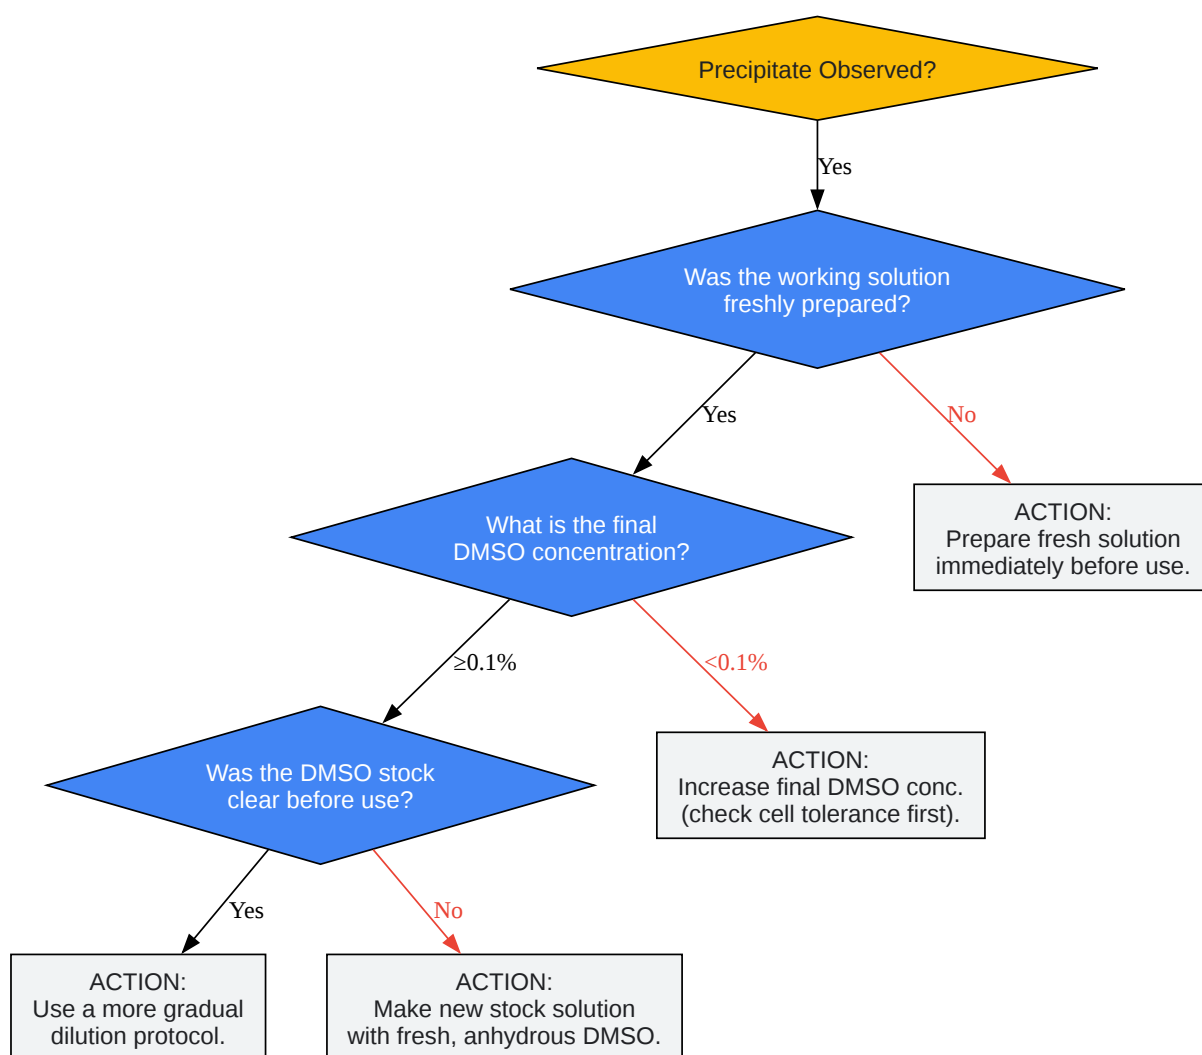 Precipitate Observed?
Yes
Was the working solution
freshly prepared?
Yes
No
What is the final
DMSO concentration?
ACTION:
Prepare fresh solution
immediately before use.
≥0.1%
<0.1%
Was the DMSO stock
clear before use?
ACTION:
Increase final DMSO conc.
(check cell tolerance first).
Yes
No
ACTION:
Use a more gradual
dilution protocol.
ACTION:
Make new stock solution
with fresh, anhydrous DMSO.